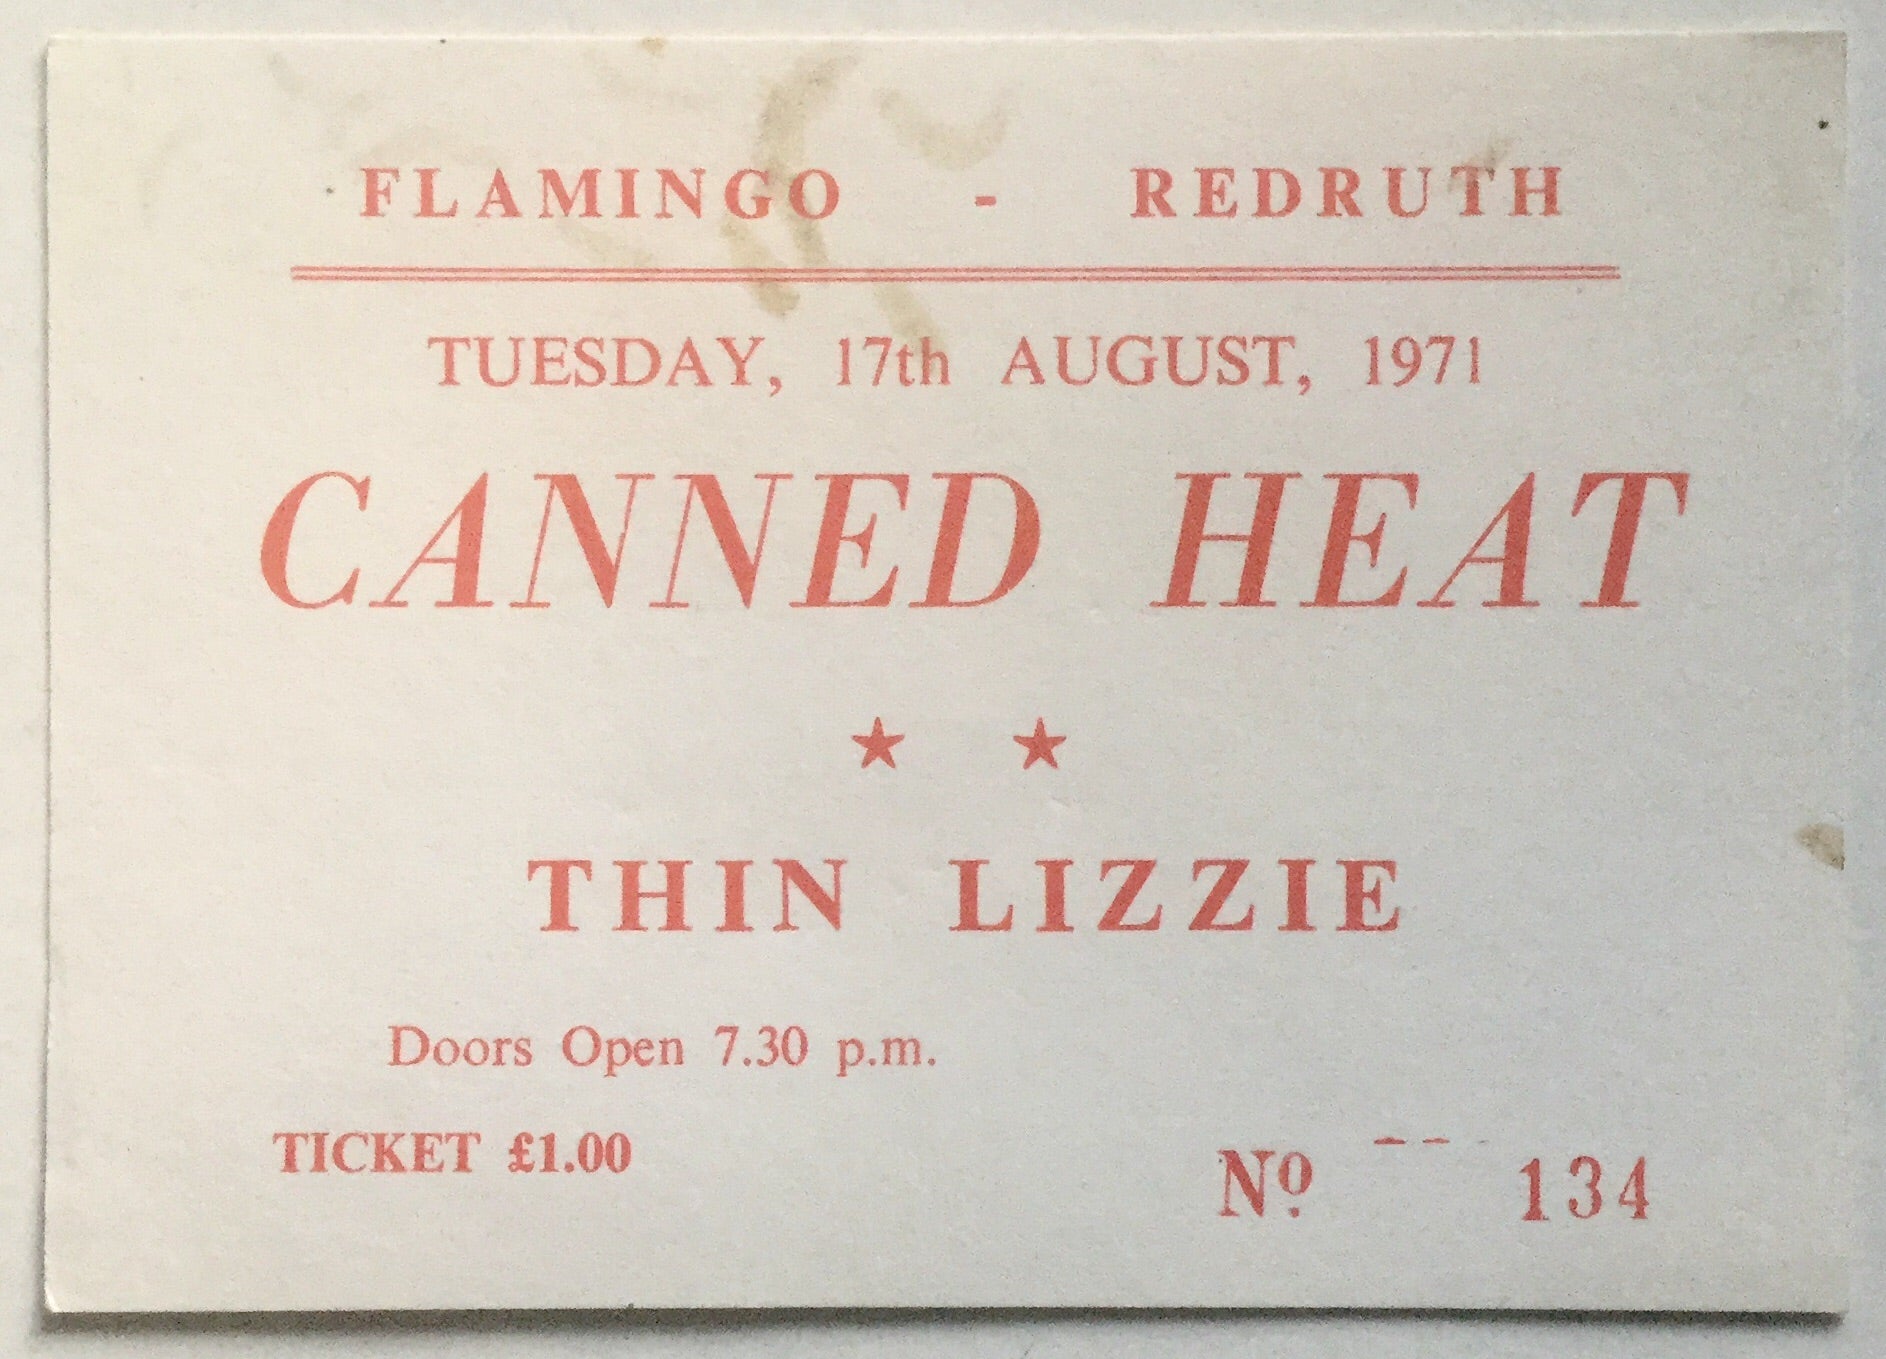 FLAMINGO - REDRUTH
TUESDAY, 17th AUGUST, 1971
CANNED HEAT
★ ★
THIN LIZZIE
Doors Open 7.30 p.m.
TICKET £1.00
Nº 134